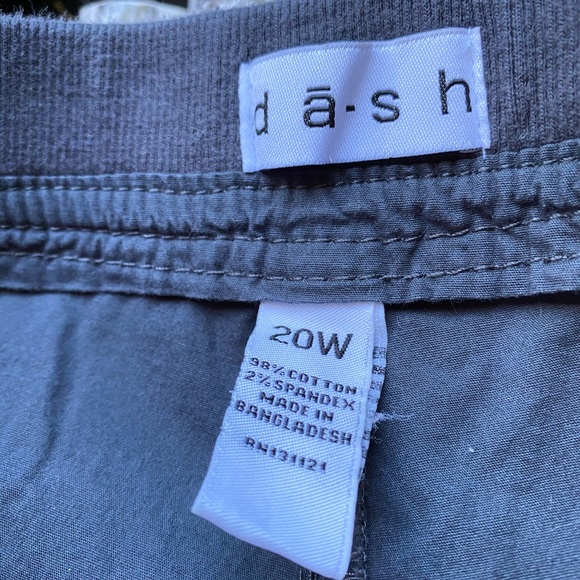 dā-sh
20W
98% COTTON
2% SPANDEX
MADE IN
BANGLADESH
RN131121